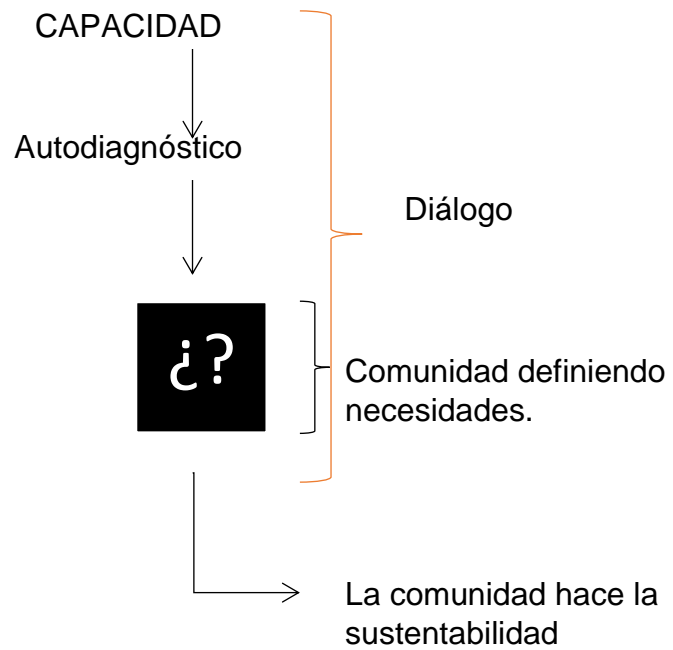 CAPACIDAD
Autodiagnóstico
Diálogo
¿?
Comunidad definiendo
necesidades.
La comunidad hace la
sustentabilidad